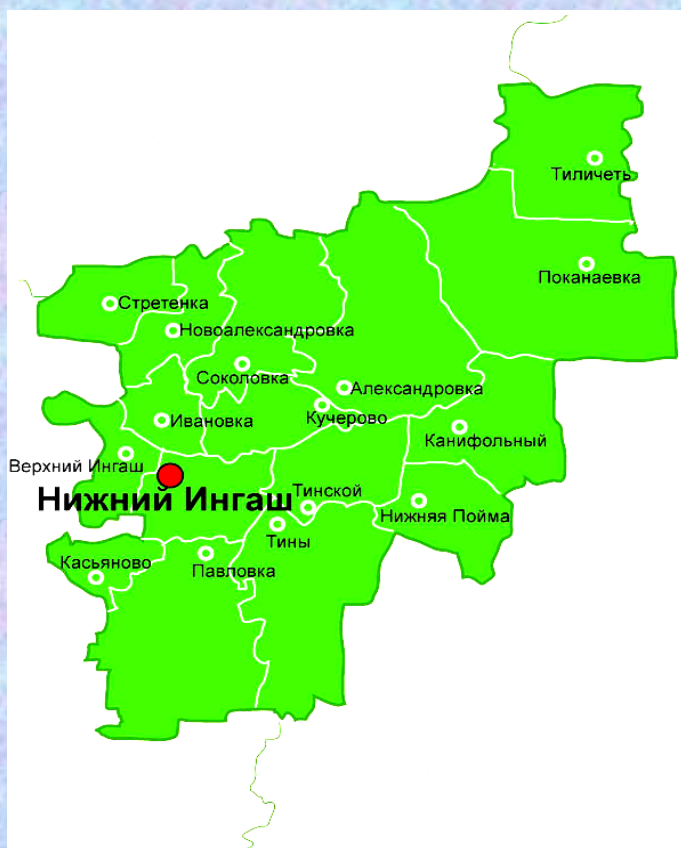 Тиличеть
Поканаевка
Стретенка
Новоалександровка
Соколовка
Александровка
Кучерово
Ивановка
Канифольный
Верхний Ингаш
Нижний Ингаш
Тинской
Нижняя Пойма
Тины
Касьяново
Павловка